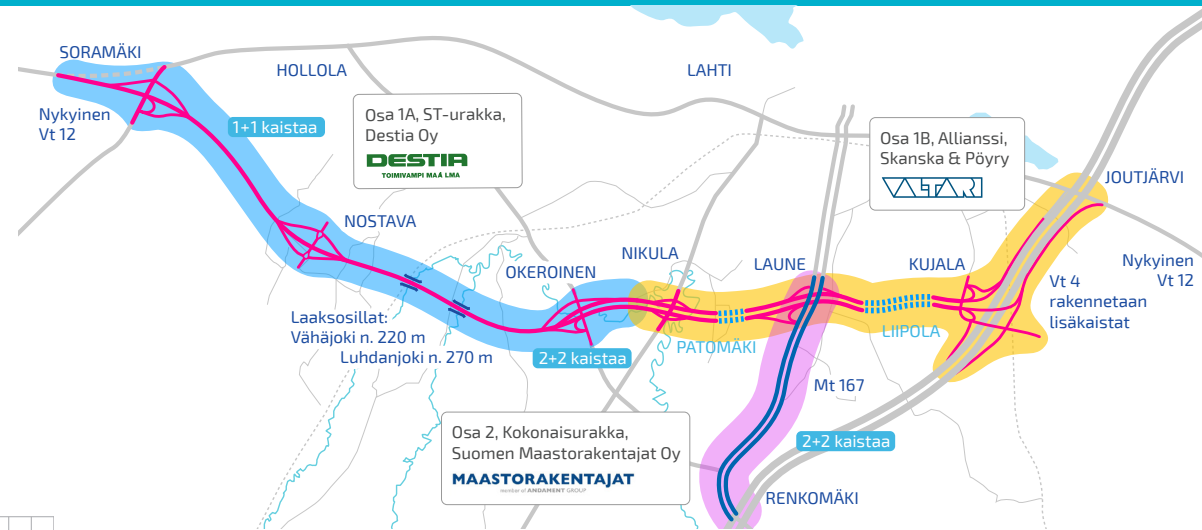 SORAMÄKI
HOLLOLA
LAHTI
Nykyinen
Vt 12
1+1 kaistaa
Osa 1A, ST-urakka,
Destia Oy
DESTIA
TOIMIVAMPI MAAILMA
Osa 1B, Allianssi,
Skanska & Pöyry
VALTARI
JOUTJÄRVI
NOSTAVA
NIKULA
OKEROINEN
LAUNE
KUJALA
Nykyinen
Vt 12
Vt 4
rakennetaan
lisäkaistat
Laaksosillat:
Vähäjoki n. 220 m
Luhdanjoki n. 270 m
2+2 kaistaa
PATOMÄKI
LIIPOLA
Mt 167
Osa 2, Kokonaisurakka,
Suomen Maastorakentajat Oy
MAASTORAKENTAJAT
member of ANDAMENT GROUP
2+2 kaistaa
RENKOMÄKI